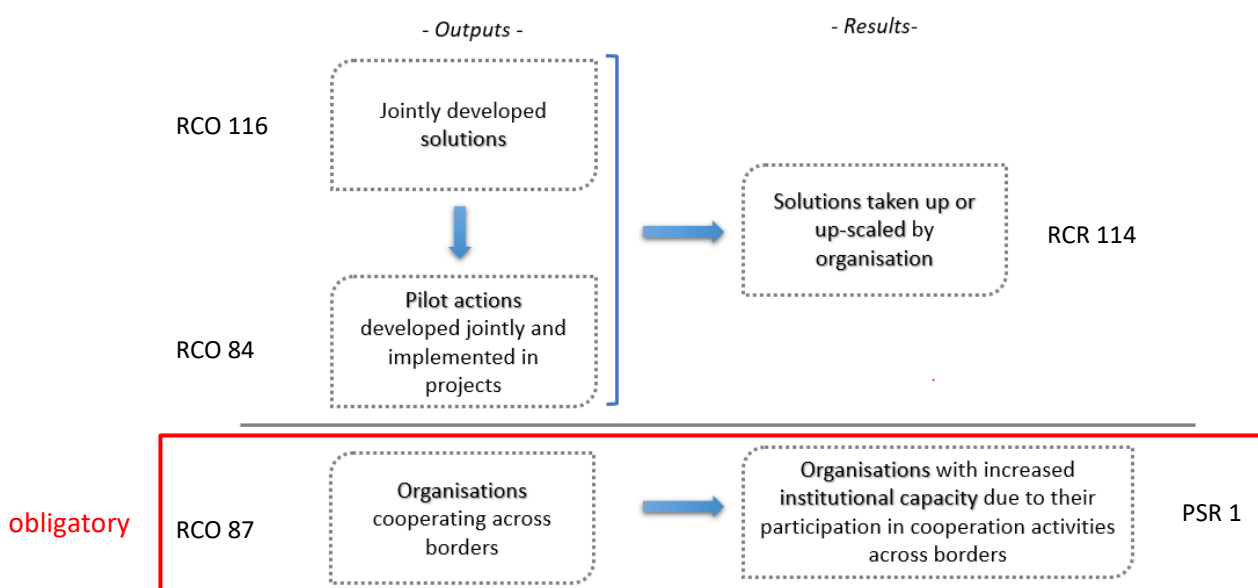 - Outputs -
- Results-
RCO 116
Jointly developed
solutions
Solutions taken up or
up-scaled by
organisation
RCR 114
RCO 84
Pilot actions
developed jointly and
implemented in
projects
obligatory
RCO 87
Organisations
cooperating across
borders
Organisations with increased
institutional capacity due to their
participation in cooperation activities
across borders
PSR 1